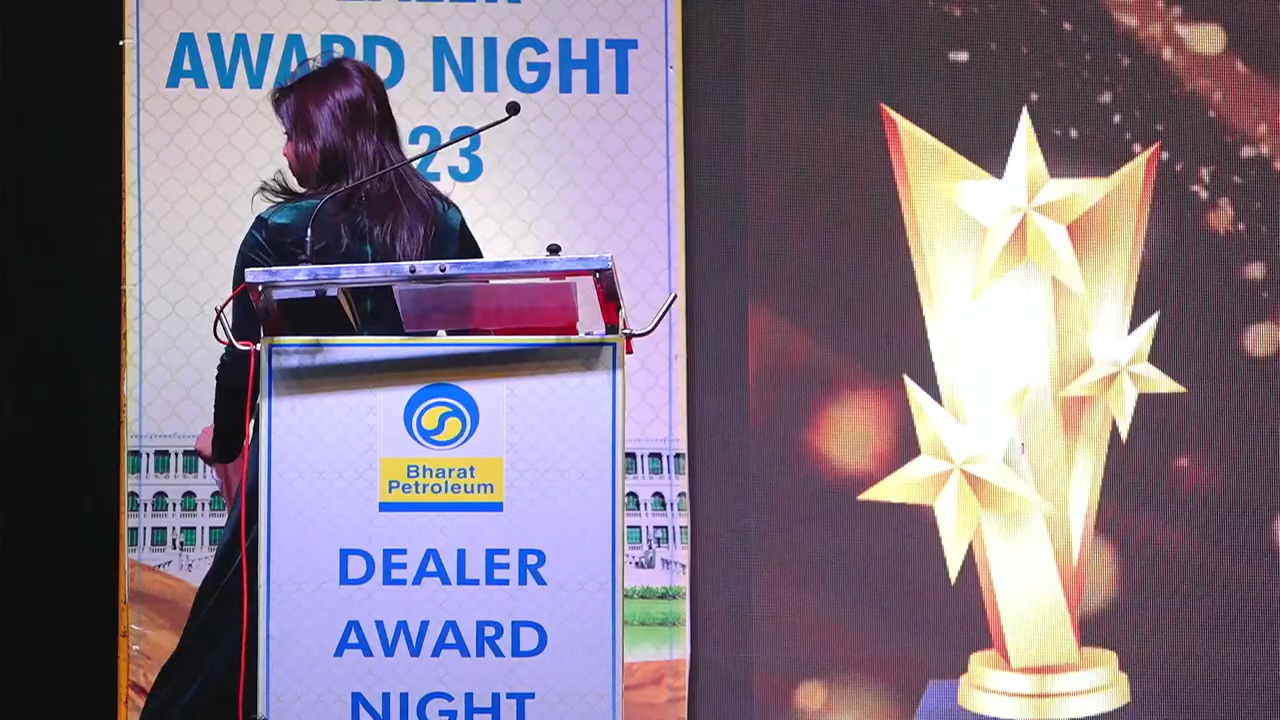 AWARD NIGHT
23
Bharat
Petroleum
DEALER
AWARD
NIGHT